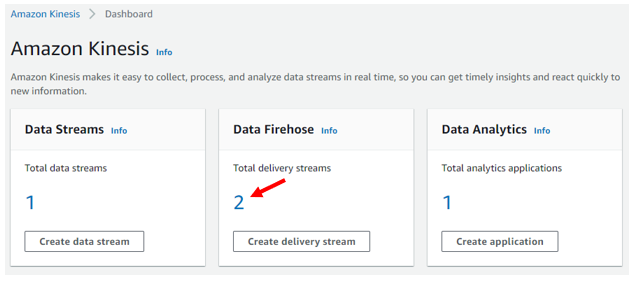 Amazon Kinesis > Dashboard
Amazon Kinesis Info
Amazon Kinesis makes it easy to collect, process, and analyze data streams in real time, so you can get timely insights and react quickly to
new information.
Data Streams Info
Total data streams
1
Create data stream
Data Firehose Info
Total delivery streams
2
Create delivery stream
Data Analytics Info
Total analytics applications
1
Create application